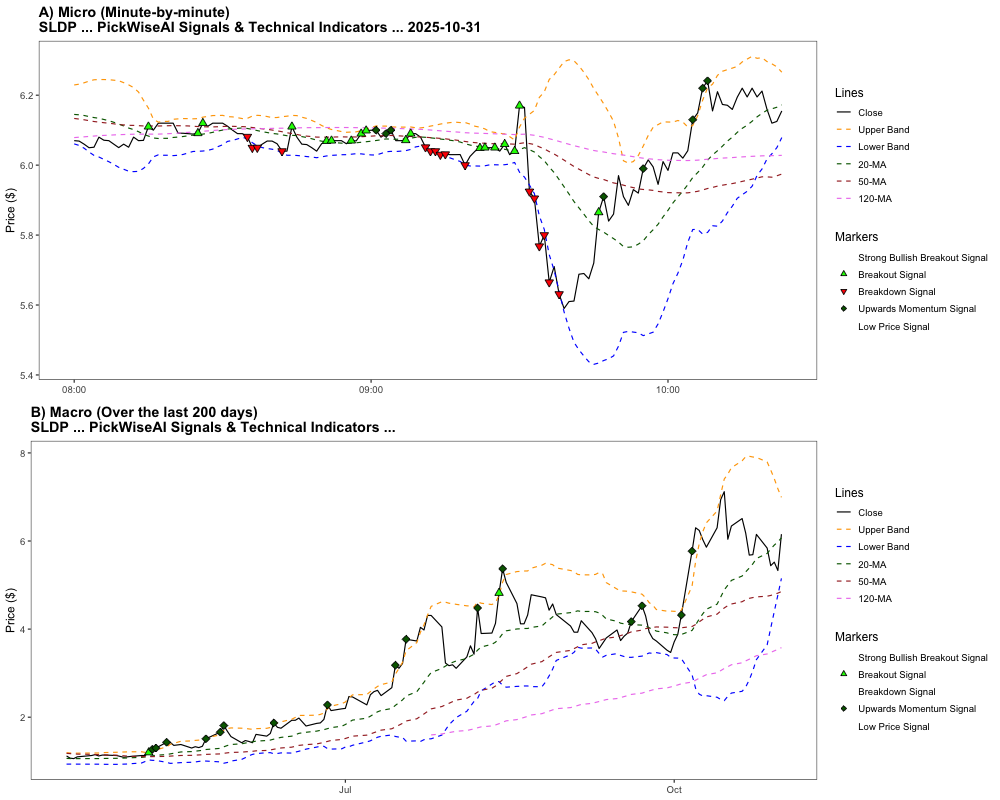 A) Micro (Minute-by-minute)
SLDP ... PickWiseAI Signals & Technical Indicators ... 2025-10-31
6.2
6.0
5.8
5.6
5.4
Price ($)
08:00
09:00
10:00
Lines
Close
Upper Band
Lower Band
20-MA
50-MA
120-MA
Markers
Strong Bullish Breakout Signal
Breakout Signal
Breakdown Signal
Upwards Momentum Signal
Low Price Signal
B) Macro (Over the last 200 days)
SLDP ... PickWiseAI Signals & Technical Indicators ...
8
6
4
2
Price ($)
Jul
Oct
Lines
Close
Upper Band
Lower Band
20-MA
50-MA
120-MA
Markers
Strong Bullish Breakout Signal
Breakout Signal
Breakdown Signal
Upwards Momentum Signal
Low Price Signal